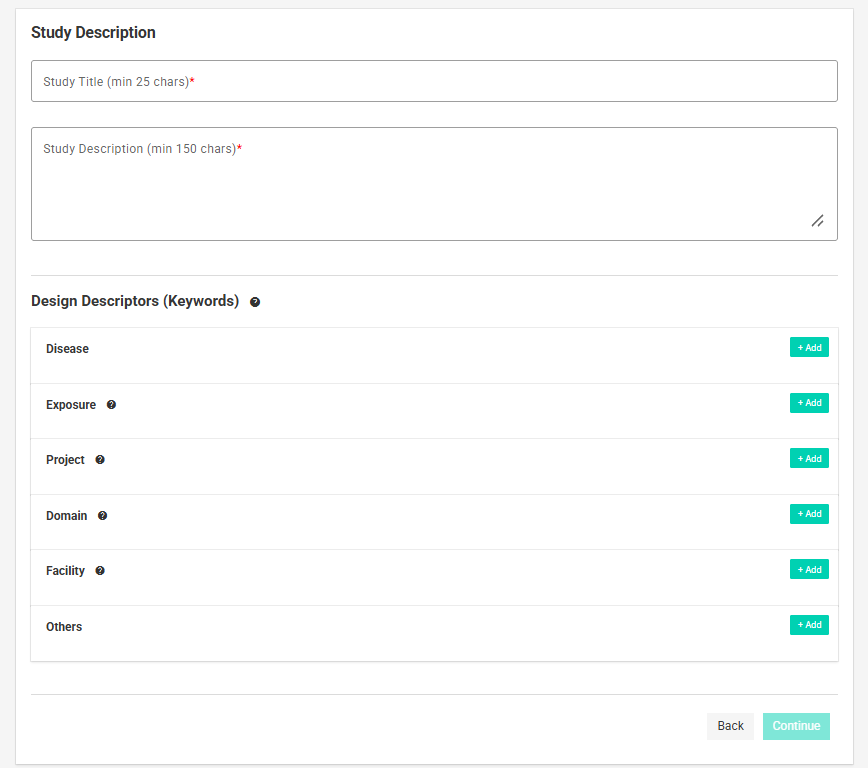 Study Description
Study Title (min 25 chars)*
Study Description (min 150 chars)*
Design Descriptors (Keywords) ?
Disease + Add
Exposure ? + Add
Project ? + Add
Domain ? + Add
Facility ? + Add
Others + Add
Back Continue